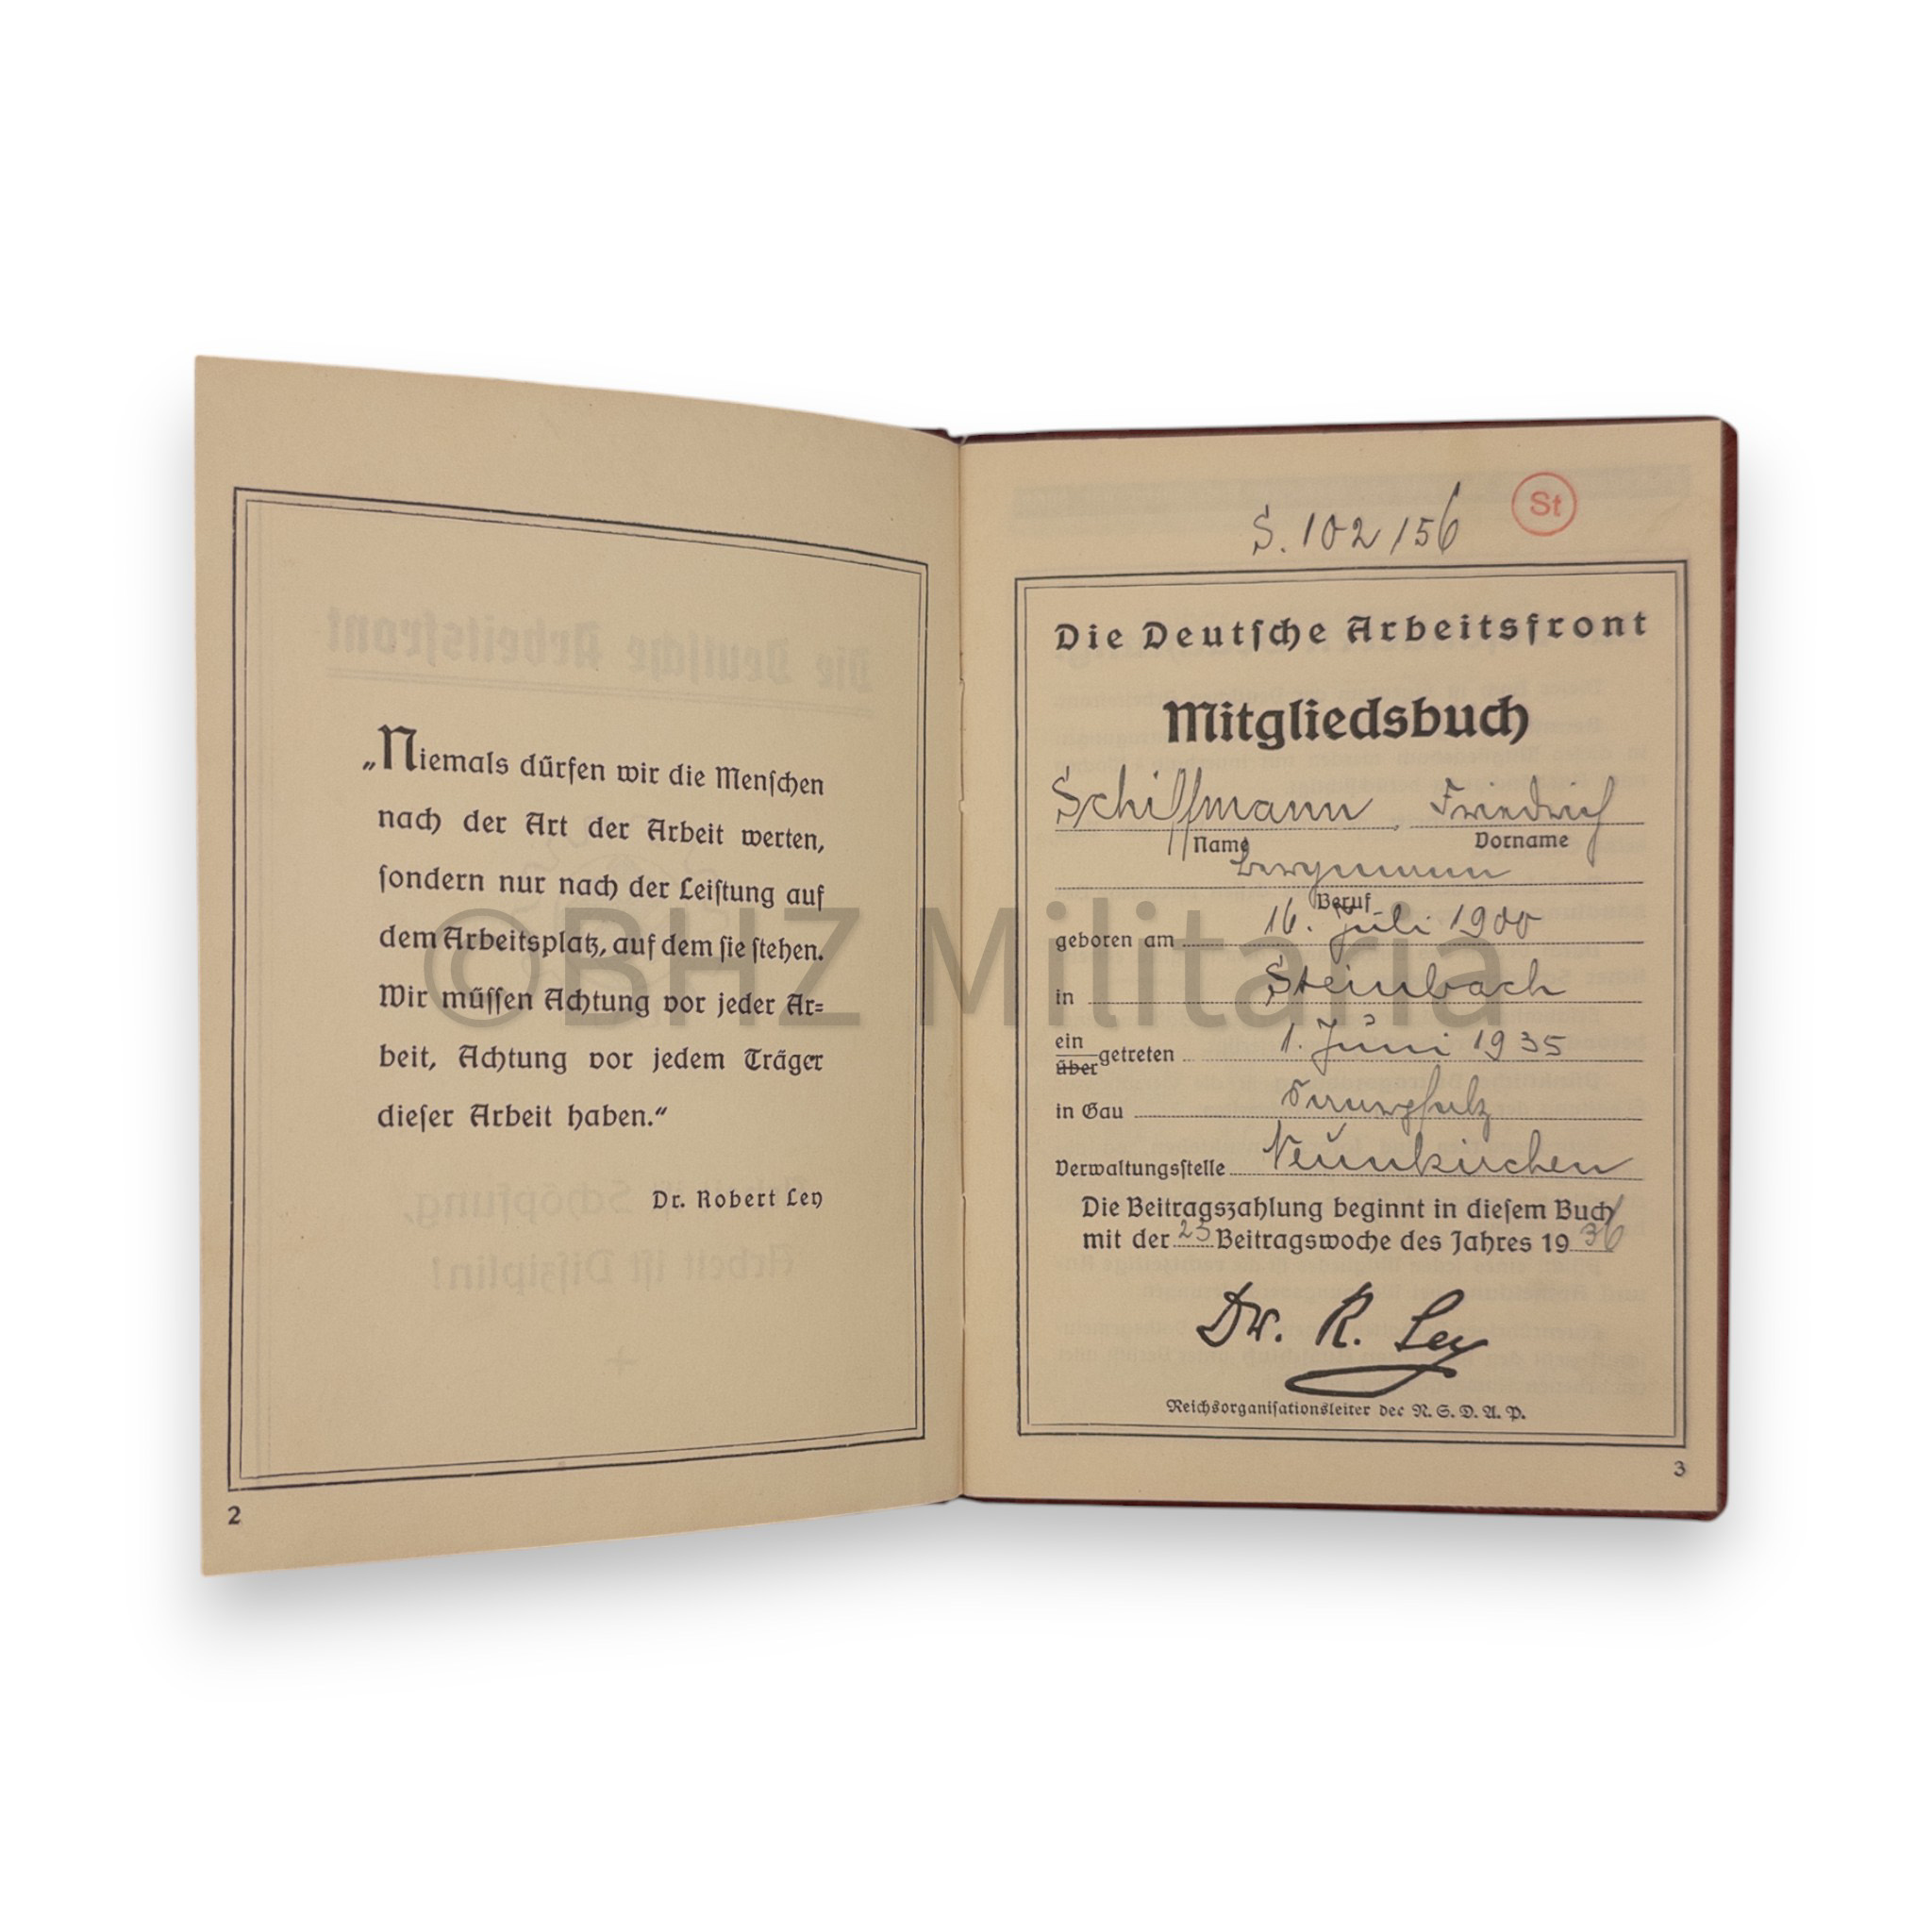 „Niemals dürfen wir die Menſchen
nach der Art der Arbeit werten,
ſondern nur nach der Leiſtung auf
dem Arbeitsplatz, auf dem ſie ſtehen.
Wir müſſen Achtung vor jeder Ar=
beit, Achtung vor jedem Träger
dieſer Arbeit haben.“
Dr. Robert Ley
2
S. 102/56
St
Die Deutſche Arbeitsfront
Mitgliedsbuch
Schiffmann, Friedrich
Name Vorname
Bergmann
Beruf
geboren am 16. Juli 1900
in Steinbach
ein
über getreten 1. Juni 1935
in Gau Saarpfalz
Verwaltungsſtelle Neunkirchen
Die Beitragszahlung beginnt in dieſem Buch
mit der 23 Beitragswoche des Jahres 1936
Dr. R. Ley
Reichsorganiſationsleiter der N. S. D. A. P.
3
©BHZ Militaria